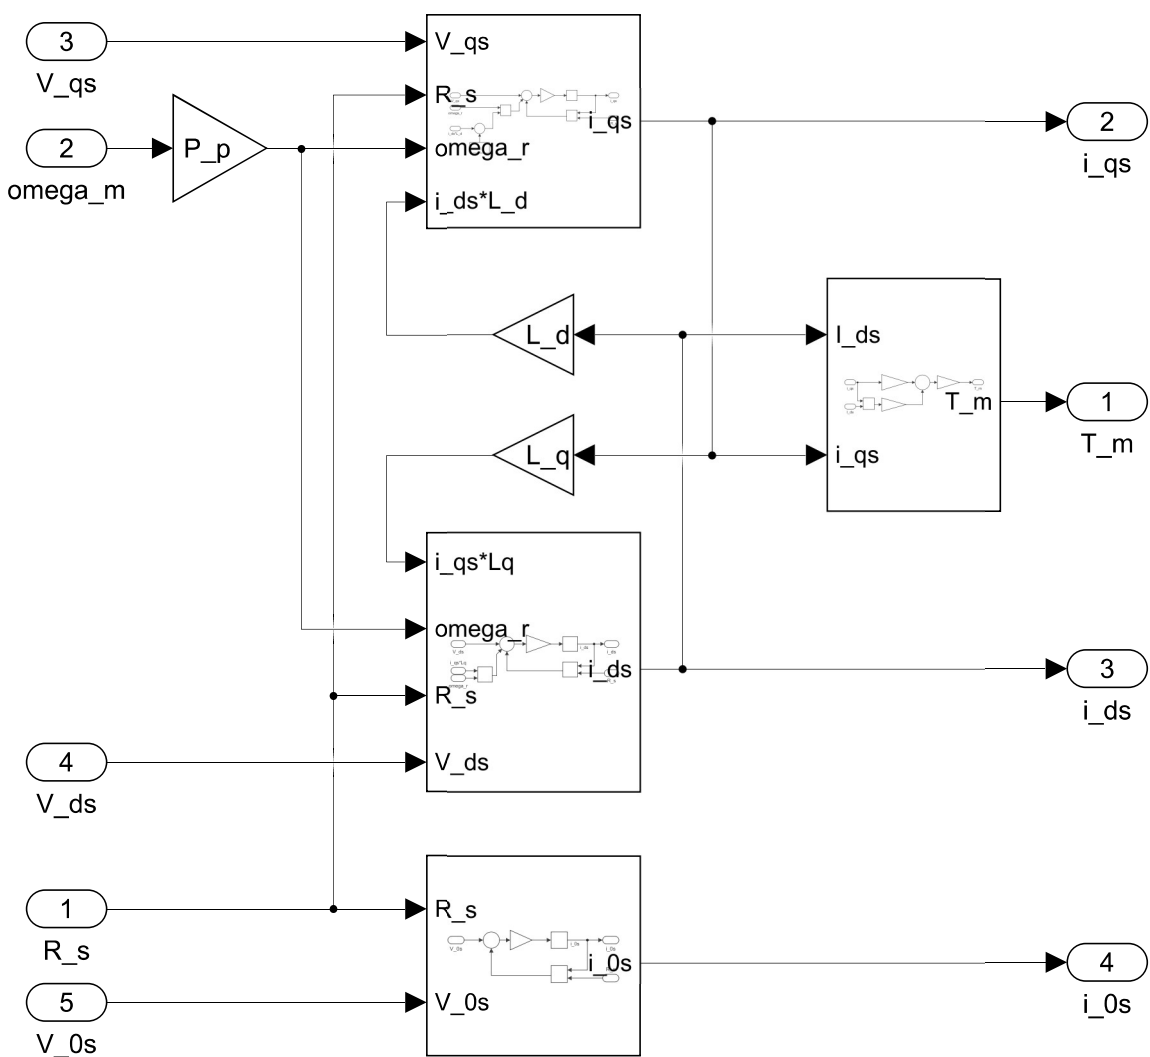 3
V_qs
2
omega_m
P_p
V_qs
R_s
omega_r
i_ds*L_d
i_qs
2
i_qs
L_d
L_q
I_ds
i_qs
T_m
1
T_m
i_qs*Lq
omega_r
R_s
V_ds
i_ds
3
i_ds
4
V_ds
1
R_s
5
V_0s
R_s
V_0s
i_0s
4
i_0s